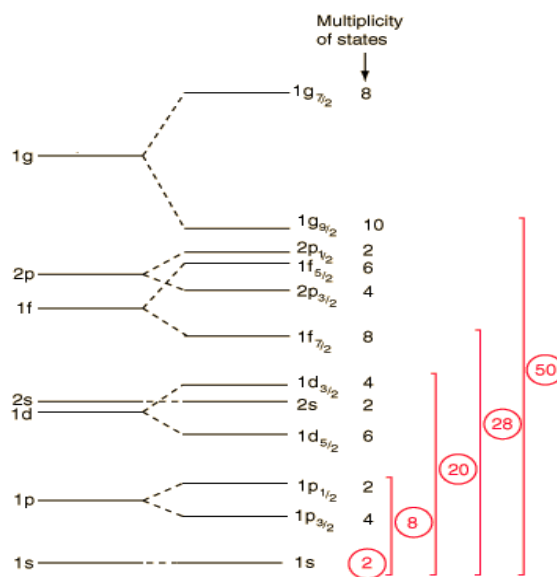 Multiplicity
of states
1g7/2 8
1g
1g9/2 10
2p1/2 2
2p 1f5/2 6
2p3/2 4
1f
1f7/2 8
50
1d3/2 4
2s 2s 2
1d
28
1d5/2 6
20
1p1/2 2
1p
1p3/2 4
8
1s 1s 2